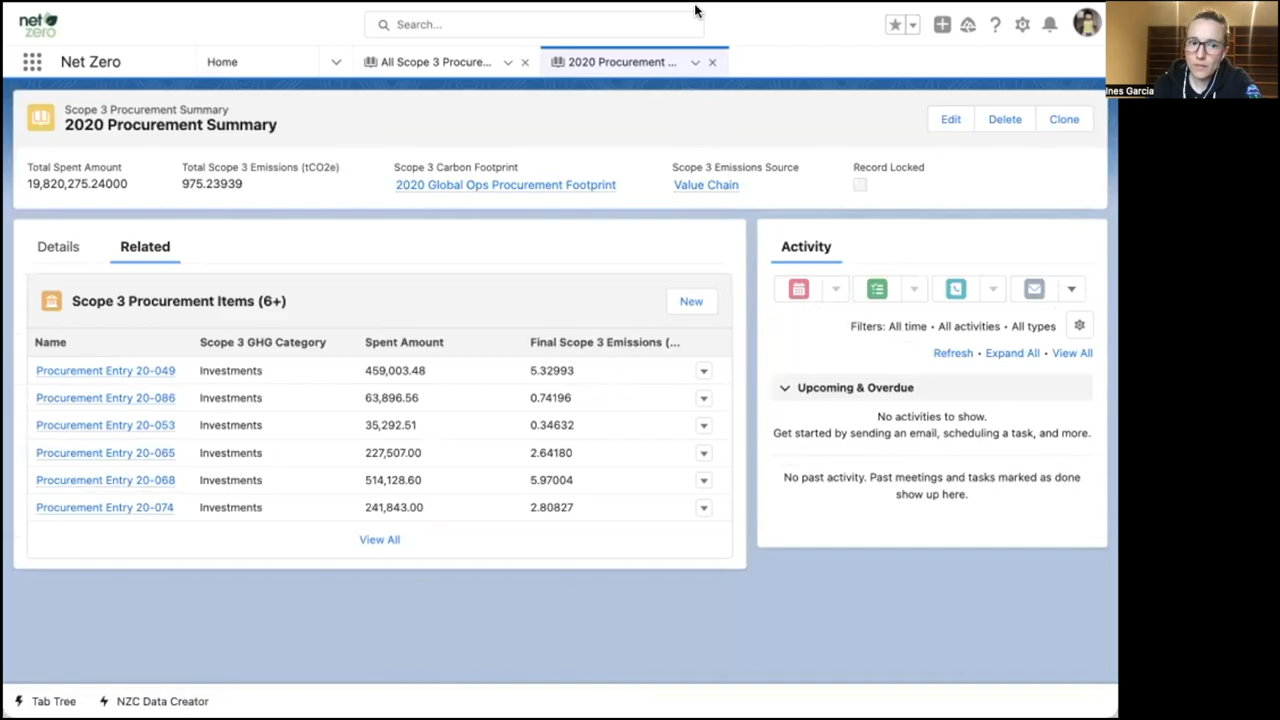 net zero
Search...
Net Zero
Home
All Scope 3 Procure...
2020 Procurement ...
Ines Garcia
Scope 3 Procurement Summary
2020 Procurement Summary
Edit
Delete
Clone
Total Spent Amount
Total Scope 3 Emissions (tCO2e)
Scope 3 Carbon Footprint
Scope 3 Emissions Source
Record Locked
19,820,275.24000
975.23939
2020 Global Ops Procurement Footprint
Value Chain
Details
Related
Scope 3 Procurement Items (6+)
New
Name
Scope 3 GHG Category
Spent Amount
Final Scope 3 Emissions (...
Procurement Entry 20-049
Investments
459,003.48
5.32993
Procurement Entry 20-086
Investments
63,896.56
0.74196
Procurement Entry 20-053
Investments
35,292.51
0.34632
Procurement Entry 20-065
Investments
227,507.00
2.64180
Procurement Entry 20-068
Investments
514,128.60
5.97004
Procurement Entry 20-074
Investments
241,843.00
2.80827
View All
Activity
Filters: All time • All activities • All types
Refresh • Expand All • View All
Upcoming & Overdue
No activities to show.
Get started by sending an email, scheduling a task, and more.
No past activity. Past meetings and tasks marked as done
show up here.
Tab Tree
NZC Data Creator